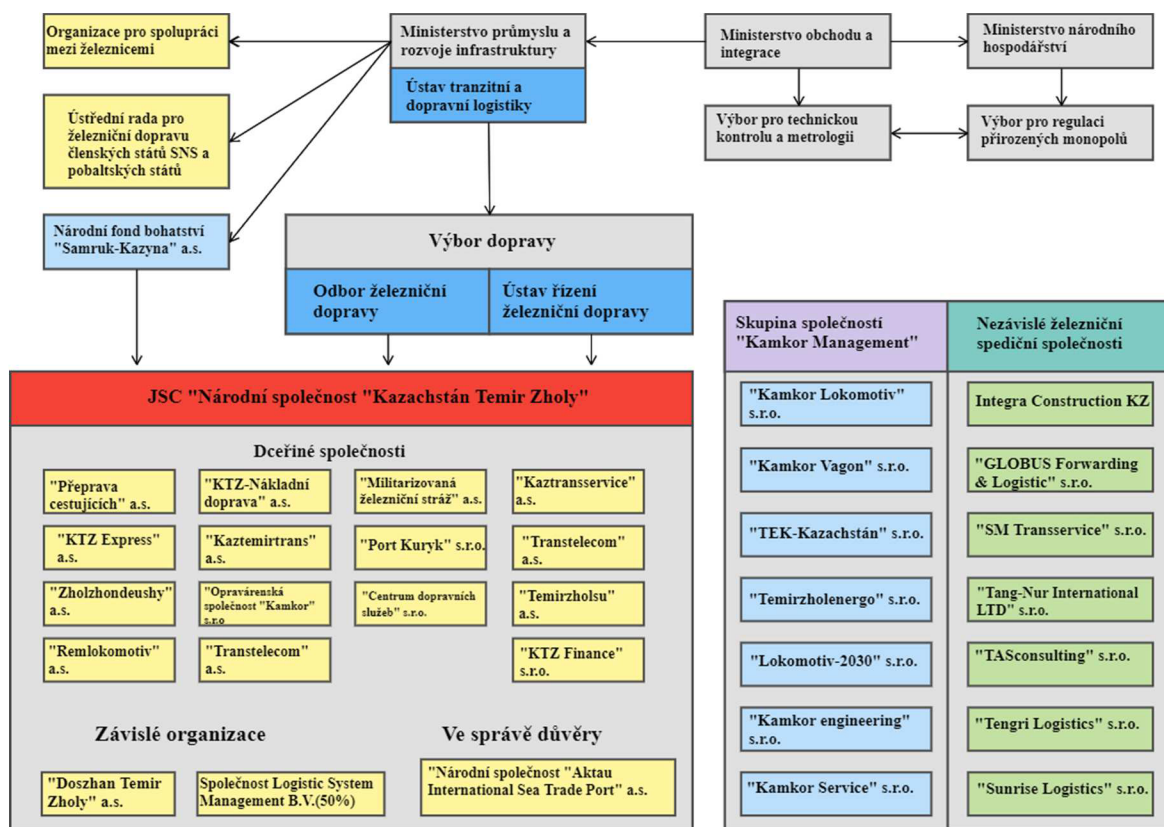 Organizace pro spolupráci
mezi železnicemi
Ministerstvo průmyslu a
rozvoje infrastruktury
Ministerstvo obchodu a
integrace
Ministerstvo národního
hospodářství
Ústav tranzitní a
dopravní logistiky
Ústřední rada pro
železniční dopravu
členských států SNS a
pobaltských států
Výbor pro technickou
kontrolu a metrologii
Výbor pro regulaci
přirozených monopolů
Národní fond bohatství
"Samruk-Kazyna" a.s.
Výbor dopravy
Odbor železniční
dopravy
Ústav řízení
železniční dopravy
JSC "Národní společnost "Kazachstán Temir Zholy"
Dceřiné společnosti
"Přeprava
cestujících" a.s.
"KTZ-Nákladní
doprava" a.s.
"Militarizovaná
železniční stráž" a.s.
"Kaztransservice"
a.s.
"KTZ Express"
a.s.
"Kaztemirtrans"
a.s.
"Port Kuryk" s.r.o.
"Transtelecom"
a.s.
"Zholzhondeushy"
a.s.
"Opravárenská
společnost "Kamkor"
s.r.o
"Centrum dopravních
služeb" s.r.o.
"Temirzholsu"
a.s.
"Remlokomotiv"
a.s.
"Transtelecom"
a.s.
"KTZ Finance"
s.r.o.
Závislé organizace
Ve správě důvěry
"Doszhan Temir
Zholy" a.s.
Společnost Logistic System
Management B.V.(50%)
"Národní společnost "Aktau
International Sea Trade Port" a.s.
Skupina společností
"Kamkor Management"
"Kamkor Lokomotiv"
s.r.o.
"Kamkor Vagon" s.r.o.
"TEK-Kazachstán" s.r.o.
"Temirzholenergo" s.r.o.
"Lokomotiv-2030" s.r.o.
"Kamkor engineering"
s.r.o.
"Kamkor Service" s.r.o.
Nezávislé železniční
spediční společnosti
Integra Construction KZ
"GLOBUS Forwarding
& Logistic" s.r.o.
"SM Transservice" s.r.o.
"Tang-Nur International
LTD" s.r.o.
"TASconsulting" s.r.o.
"Tengri Logistics" s.r.o.
"Sunrise Logistics" s.r.o.